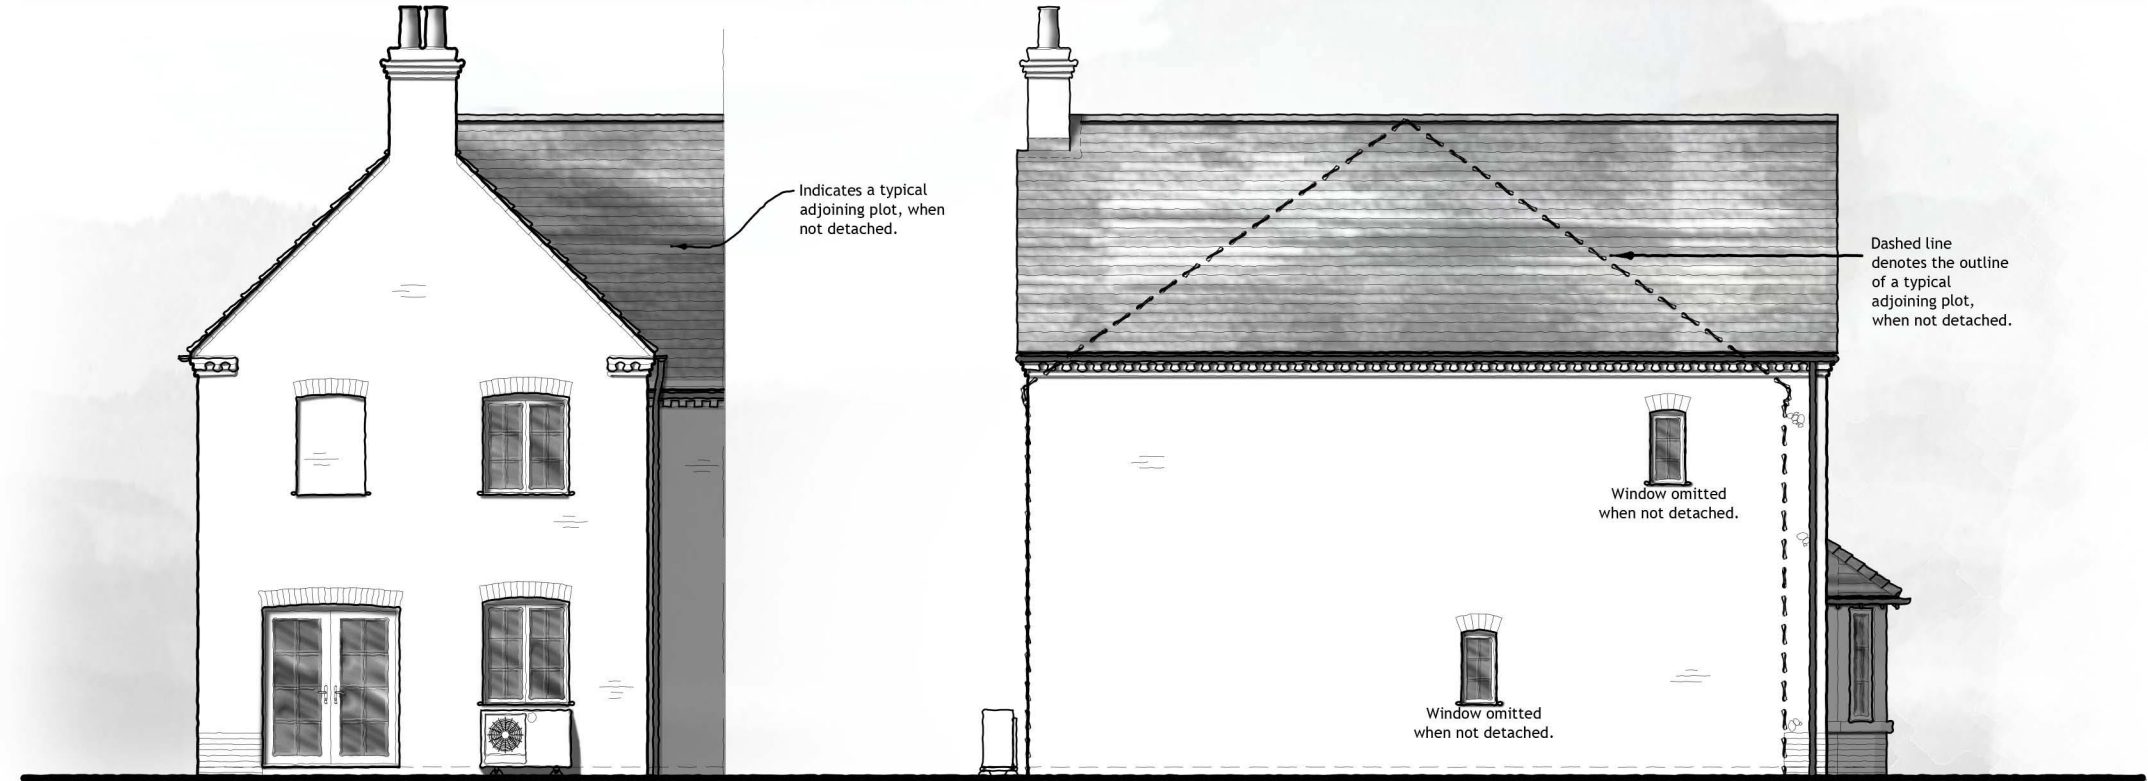 Indicates a typical
adjoining plot, when
not detached.
Dashed line
denotes the outline
of a typical
adjoining plot,
when not detached.
Window omitted
when not detached.
Window omitted
when not detached.